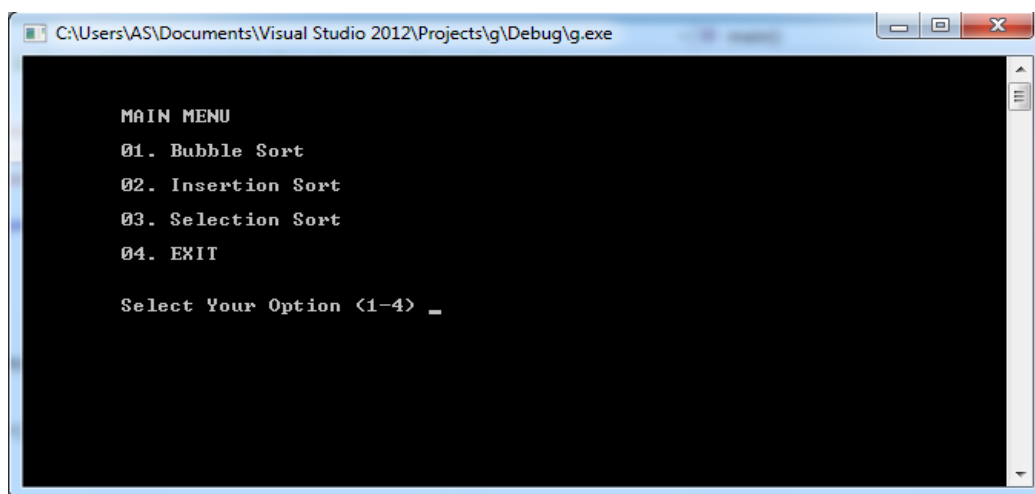 C:\Users\AS\Documents\Visual Studio 2012\Projects\g\Debug\g.exe
MAIN MENU
01. Bubble Sort
02. Insertion Sort
03. Selection Sort
04. EXIT
Select Your Option (1-4) _